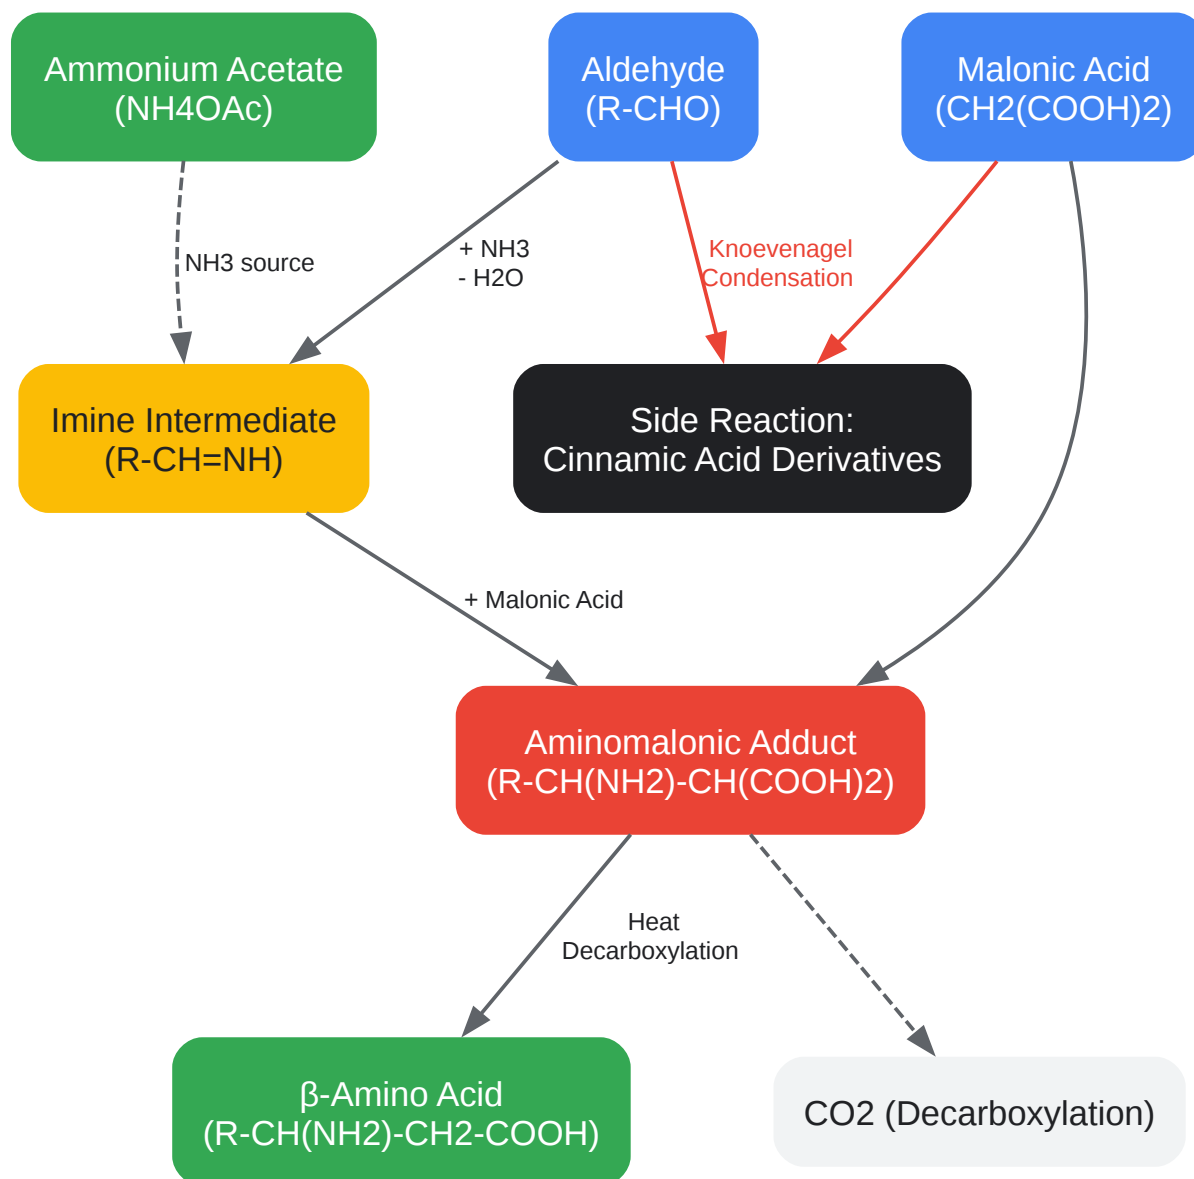 Ammonium Acetate
(NH4OAc)
Aldehyde
(R-CHO)
Malonic Acid
(CH2(COOH)2)
NH3 source
+ NH3
- H2O
Knoevenagel
Condensation
Imine Intermediate
(R-CH=NH)
Side Reaction:
Cinnamic Acid Derivatives
+ Malonic Acid
Aminomalonic Adduct
(R-CH(NH2)-CH(COOH)2)
Heat
Decarboxylation
β-Amino Acid
(R-CH(NH2)-CH2-COOH)
CO2 (Decarboxylation)